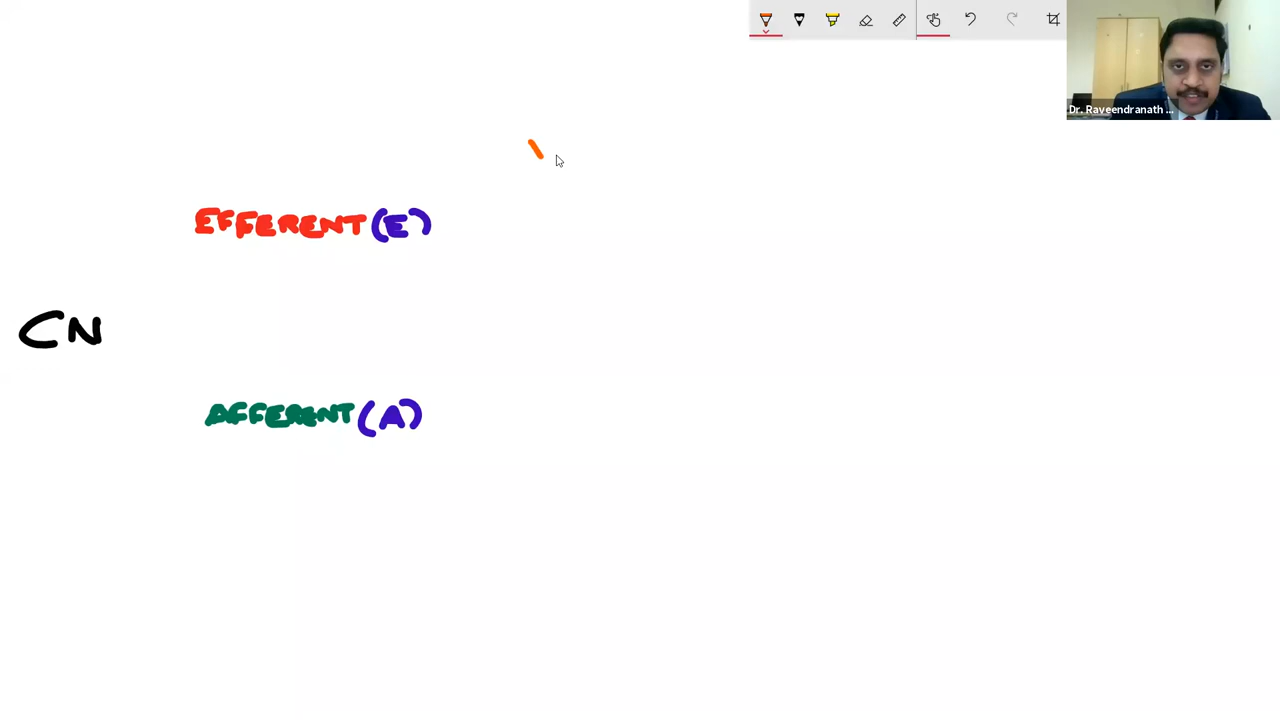 Dr. Raveendranath ...
EFFERENT (E)
CN
AFFERENT (A)